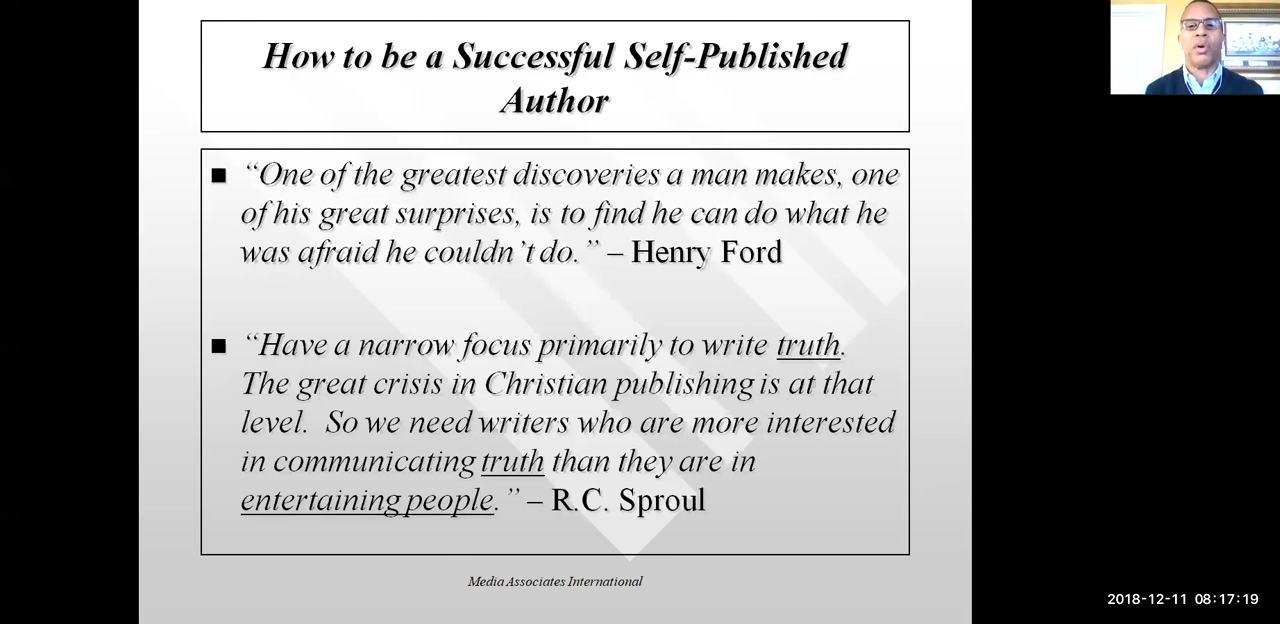 How to be a Successful Self-Published
Author
■ “One of the greatest discoveries a man makes, one
of his great surprises, is to find he can do what he
was afraid he couldn’t do.” – Henry Ford
■ “Have a narrow focus primarily to write truth.
The great crisis in Christian publishing is at that
level.  So we need writers who are more interested
in communicating truth than they are in
entertaining people.” – R.C. Sproul
Media Associates International
2018-12-11 08:17:19